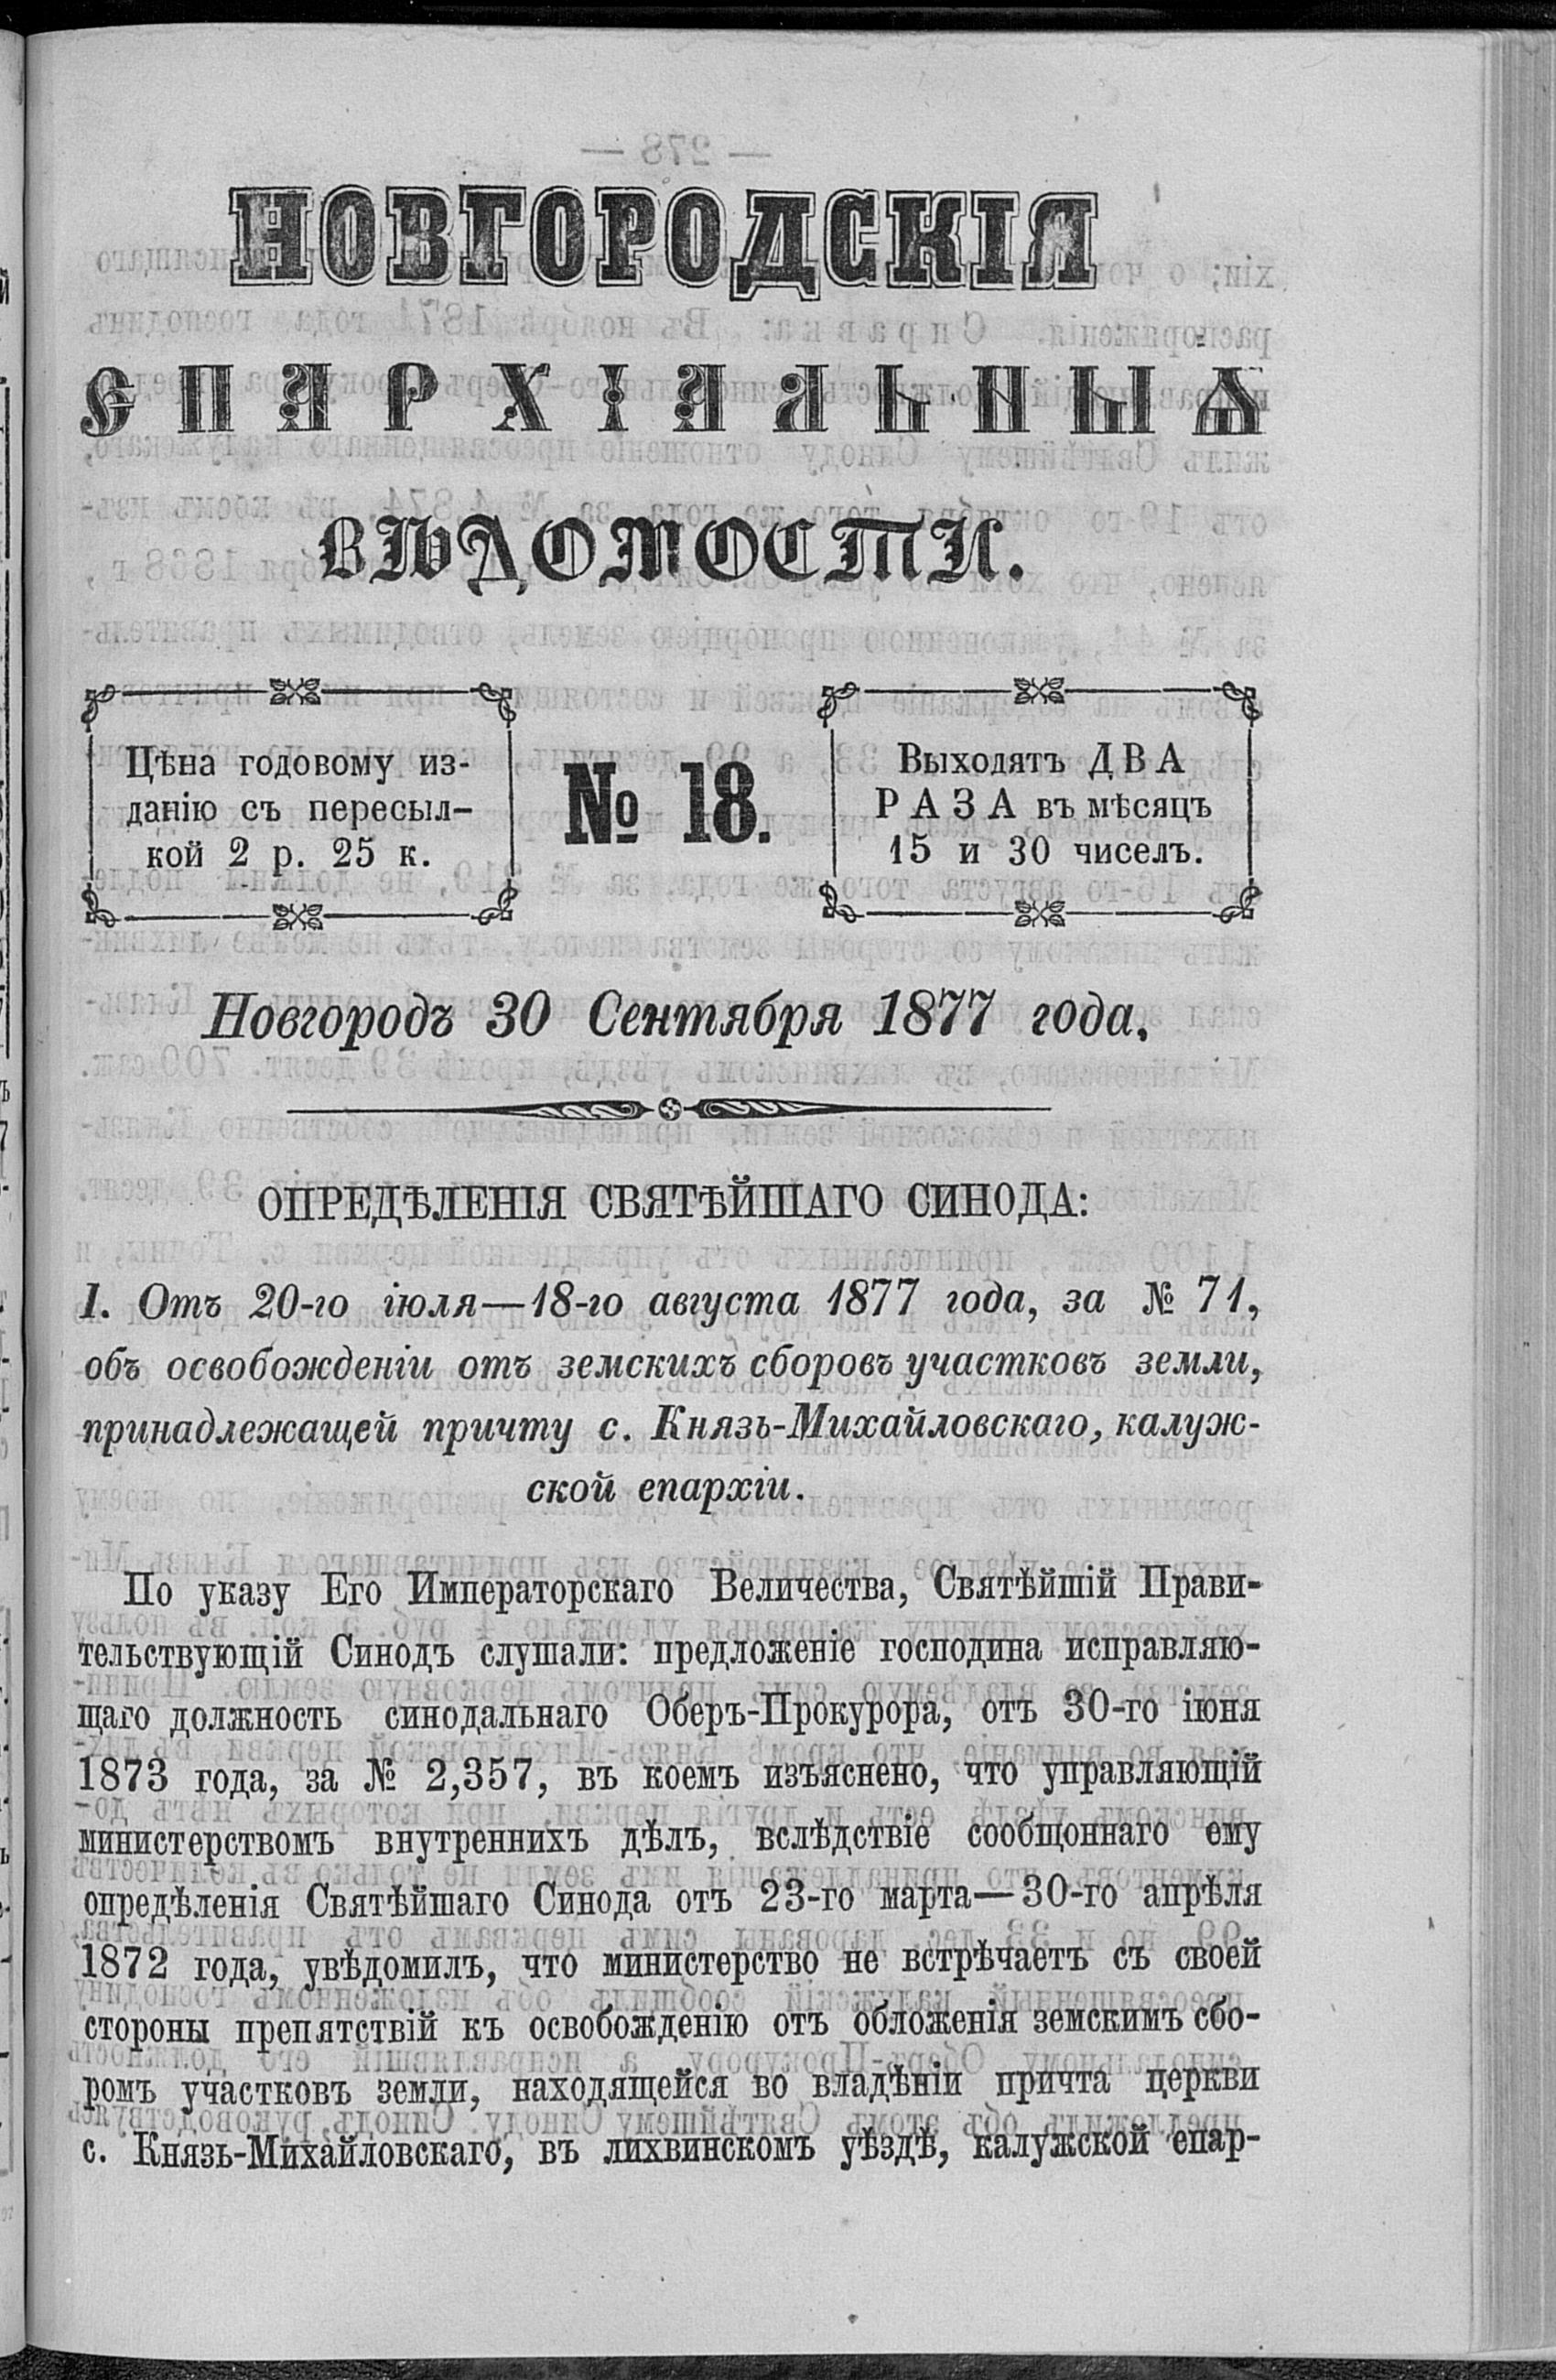 НОВГОРОДСКІЯ
ЄПАРХІАЛЬНЫѦ
ВѢДОМОСТИ.
Цѣна годовому из-
данію съ пересыл-
кой 2 р. 25 к.
№ 18.
Выходятъ ДВА
РАЗА въ мѣсяцъ
15 и 30 чиселъ.
Новгородъ 30 Сентября 1877 года.
ОПРЕДѢЛЕНІЯ СВЯТѢЙШАГО СИНОДА:
I. Отъ 20-го іюля—18-го августа 1877 года, за № 71,
объ освобожденіи отъ земскихъ сборовъ участковъ земли,
принадлежащей причту с. Князь-Михайловскаго, калуж-
ской епархіи.
По указу Его Императорскаго Величества, Святѣйшій Прави-
тельствующій Синодъ слушали: предложеніе господина исправляю-
щаго должность синодальнаго Оберъ-Прокурора, отъ 30-го іюня
1873 года, за № 2,357, въ коемъ изъяснено, что управляющій
министерствомъ внутреннихъ дѣлъ, вслѣдствіе сообщоннаго ему
опредѣленія Святѣйшаго Синода отъ 23-го марта—30-го апрѣля
1872 года, увѣдомилъ, что министерство не встрѣчаетъ съ своей
стороны препятствій къ освобожденію отъ обложенія земскимъ сбо-
ромъ участковъ земли, находящейся во владѣніи причта церкви
с. Князь-Михайловскаго, въ лихвинскомъ уѣздѣ, калужской епар-